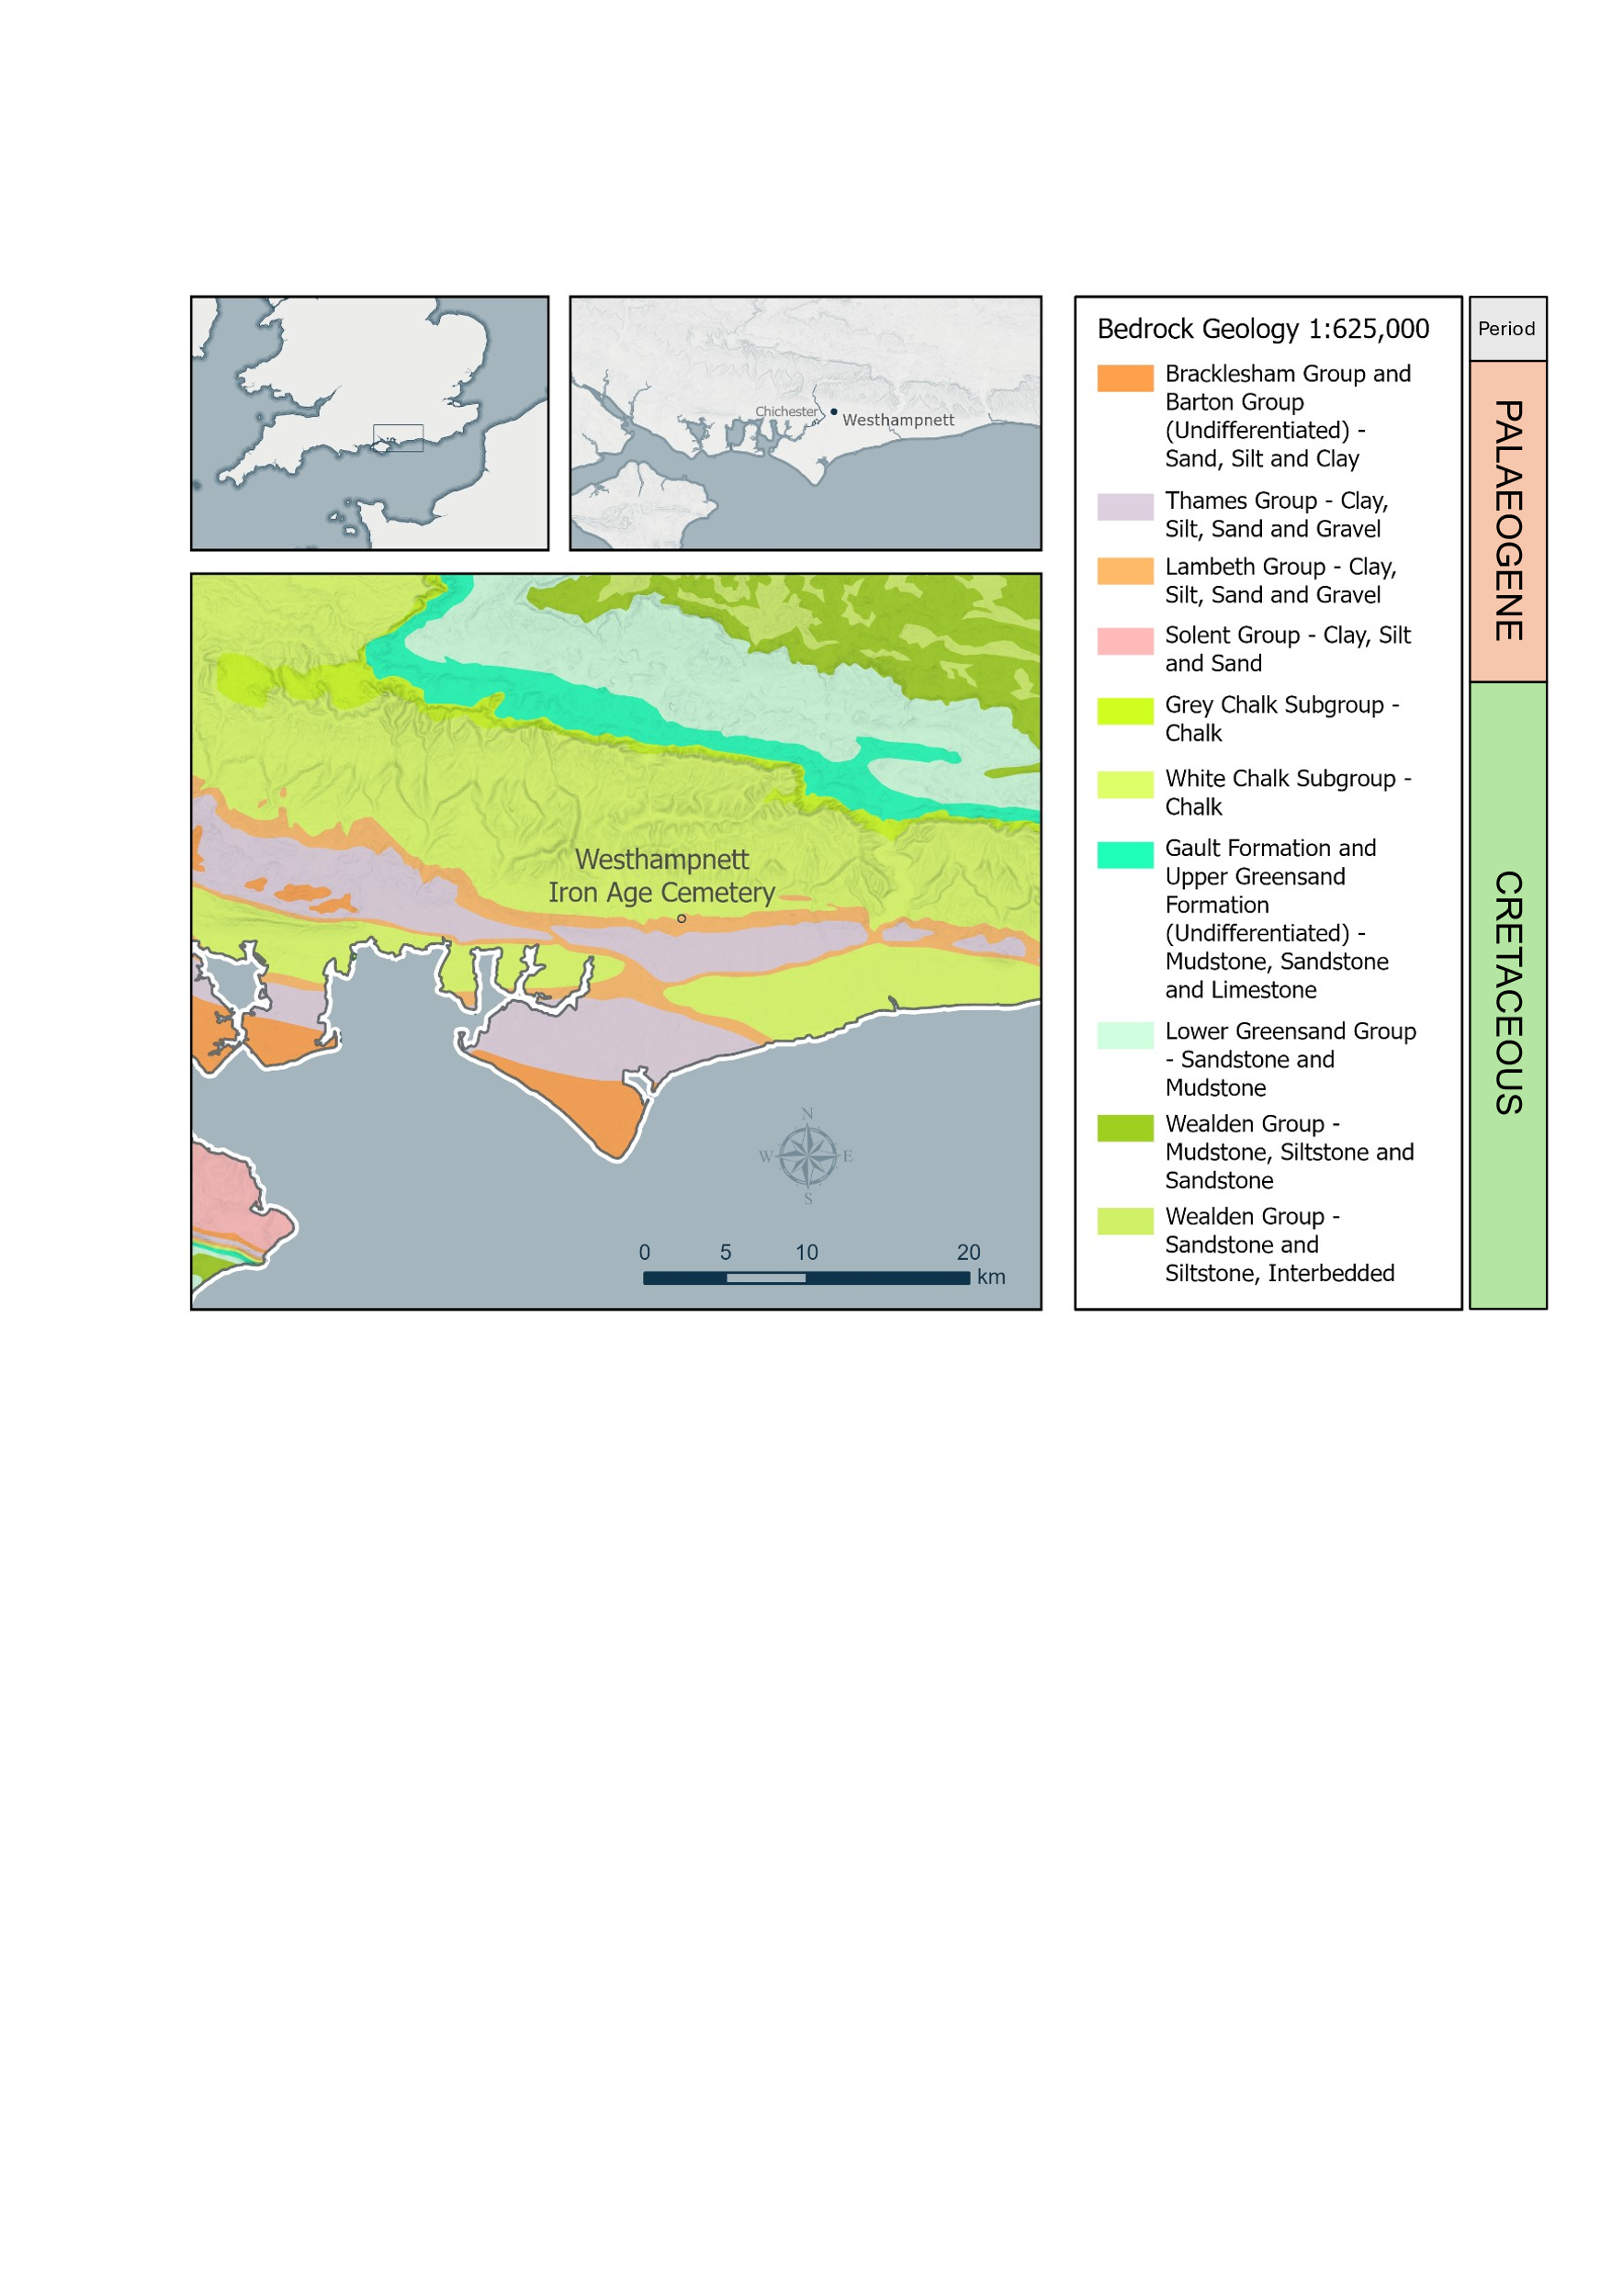 Chichester
Westhampnett
Westhampnett
Iron Age Cemetery
N
W E
S
0 5 10 20
km
Bedrock Geology 1:625,000
Bracklesham Group and
Barton Group
(Undifferentiated) -
Sand, Silt and Clay
Thames Group - Clay,
Silt, Sand and Gravel
Lambeth Group - Clay,
Silt, Sand and Gravel
Solent Group - Clay, Silt
and Sand
Grey Chalk Subgroup -
Chalk
White Chalk Subgroup -
Chalk
Gault Formation and
Upper Greensand
Formation
(Undifferentiated) -
Mudstone, Sandstone
and Limestone
Lower Greensand Group
- Sandstone and
Mudstone
Wealden Group -
Mudstone, Siltstone and
Sandstone
Wealden Group -
Sandstone and
Siltstone, Interbedded
Period
PALAEOGENE
CRETACEOUS